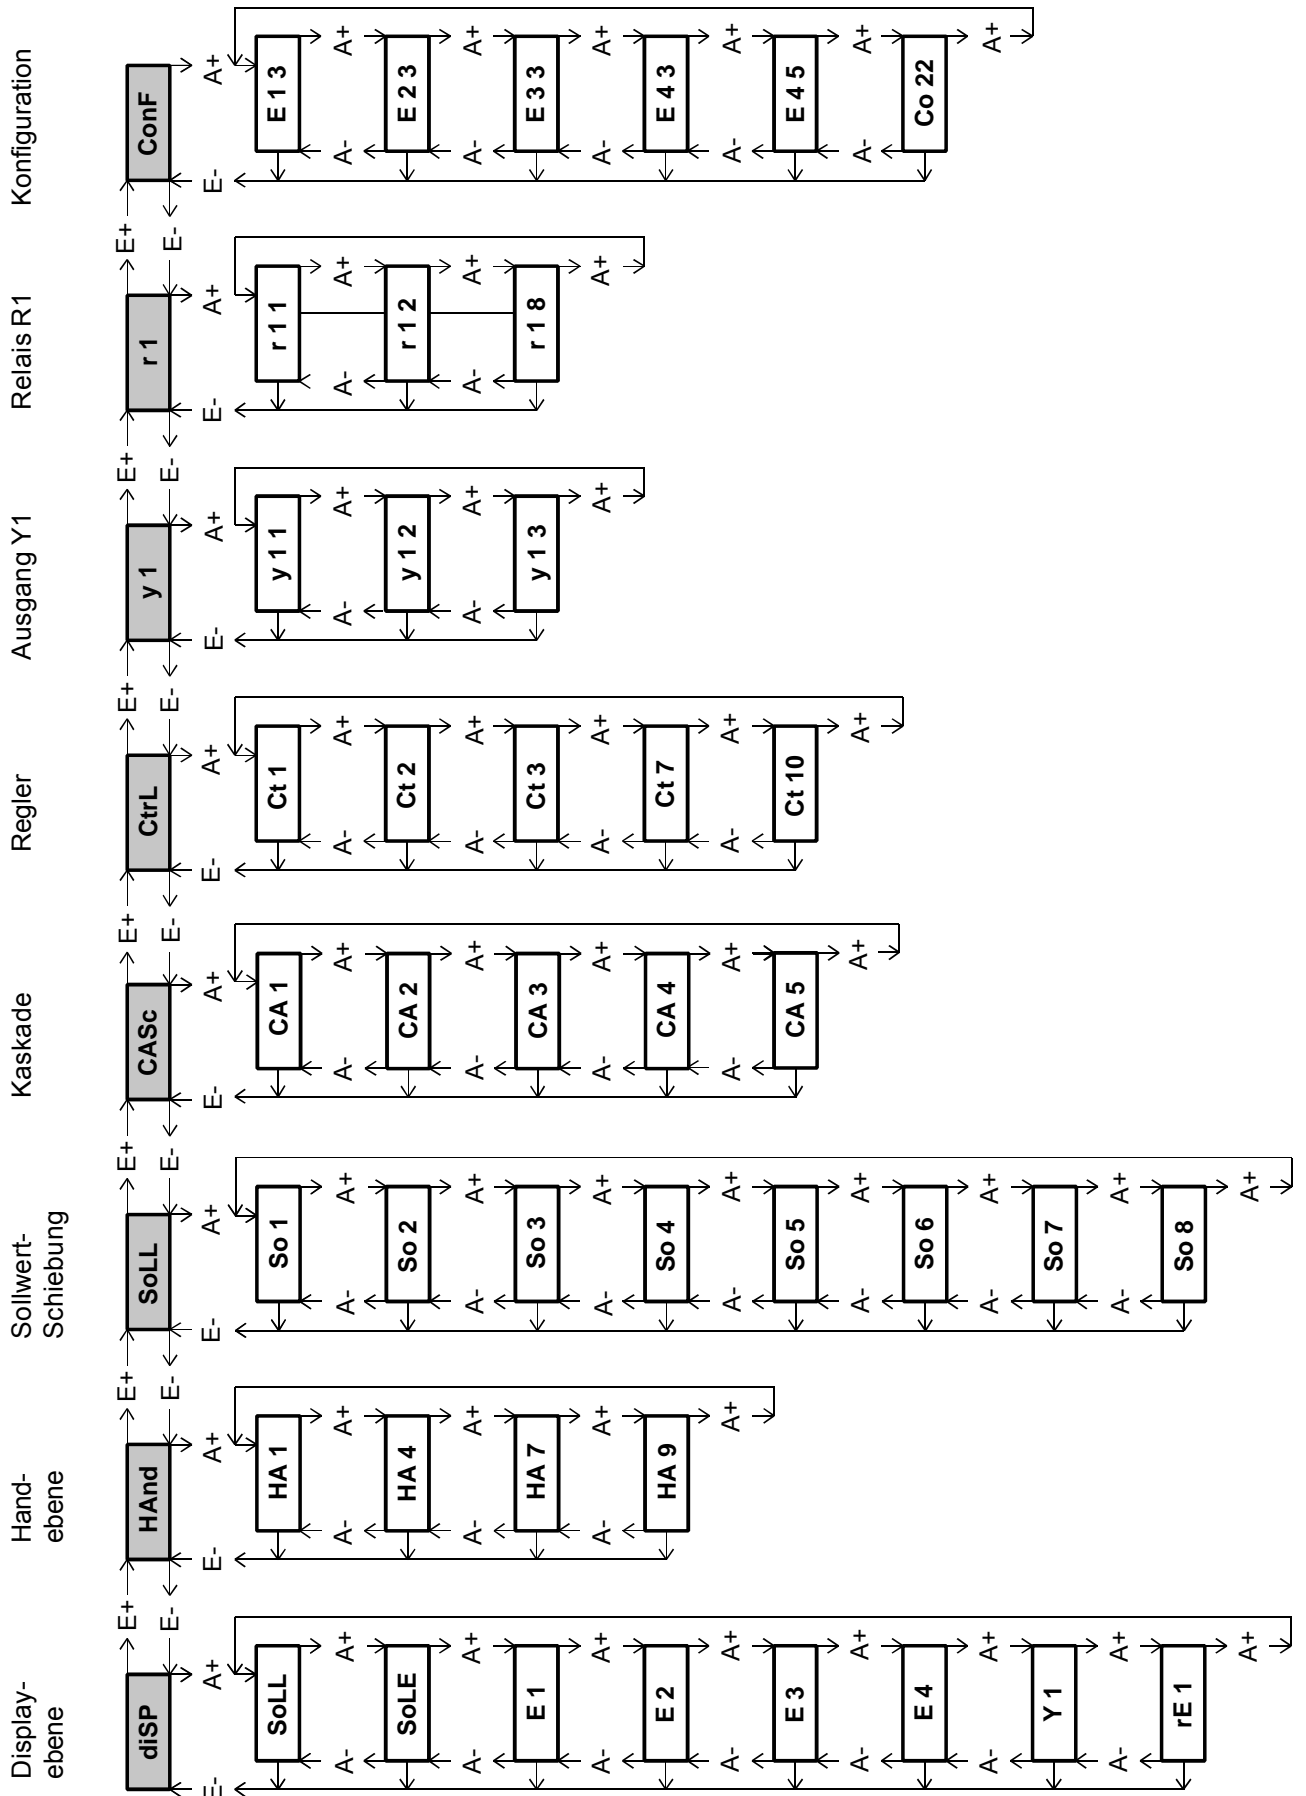 Display-
ebene
diSP
E+
E-
E-
A+
SoLL
A- A+
SoLE
A- A+
E 1
A- A+
E 2
A- A+
E 3
A- A+
E 4
A- A+
Y 1
A- A+
rE 1
A+
Hand-
ebene
HAnd
E+
E-
E-
A+
HA 1
A- A+
HA 4
A- A+
HA 7
A- A+
HA 9
A+
Sollwert-
Schiebung
SoLL
E+
E-
E-
A+
So 1
A- A+
So 2
A- A+
So 3
A- A+
So 4
A- A+
So 5
A- A+
So 6
A- A+
So 7
A- A+
So 8
A+
Kaskade
CASc
E+
E-
E-
A+
CA 1
A- A+
CA 2
A- A+
CA 3
A- A+
CA 4
A- A+
CA 5
A+
Regler
CtrL
E+
E-
E-
A+
Ct 1
A- A+
Ct 2
A- A+
Ct 3
A- A+
Ct 7
A- A+
Ct 10
A+
Ausgang Y1
y 1
E+
E-
E-
A+
y 1 1
A- A+
y 1 2
A- A+
y 1 3
A+
Relais R1
r 1
E+
E-
E-
A+
r 1 1
A- A+
r 1 2
A- A+
r 1 8
A+
Konfiguration
ConF
E-
A+
E 1 3
A- A+
E 2 3
A- A+
E 3 3
A- A+
E 4 3
A- A+
E 4 5
A- A+
Co 22
A+